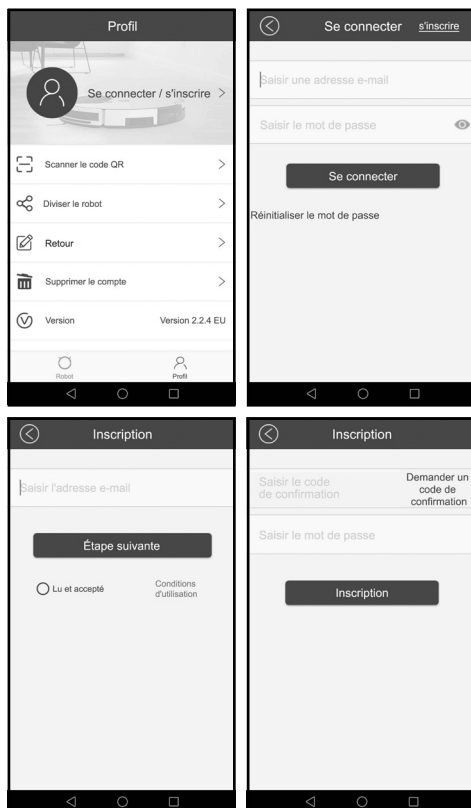 Profil
Se connecter / s'inscrire
Scanner le code QR
Diviser le robot
Retour
Supprimer le compte
Version
Version 2.2.4 EU
Robot
Profil
Se connecter
s'inscrire
Saisir une adresse e-mail
Saisir le mot de passe
Se connecter
Réinitialiser le mot de passe
Inscription
Saisir l'adresse e-mail
Étape suivante
Lu et accepté
Conditions
d'utilisation
Inscription
Saisir le code
de confirmation
Demander un
code de
confirmation
Saisir le mot de passe
Inscription